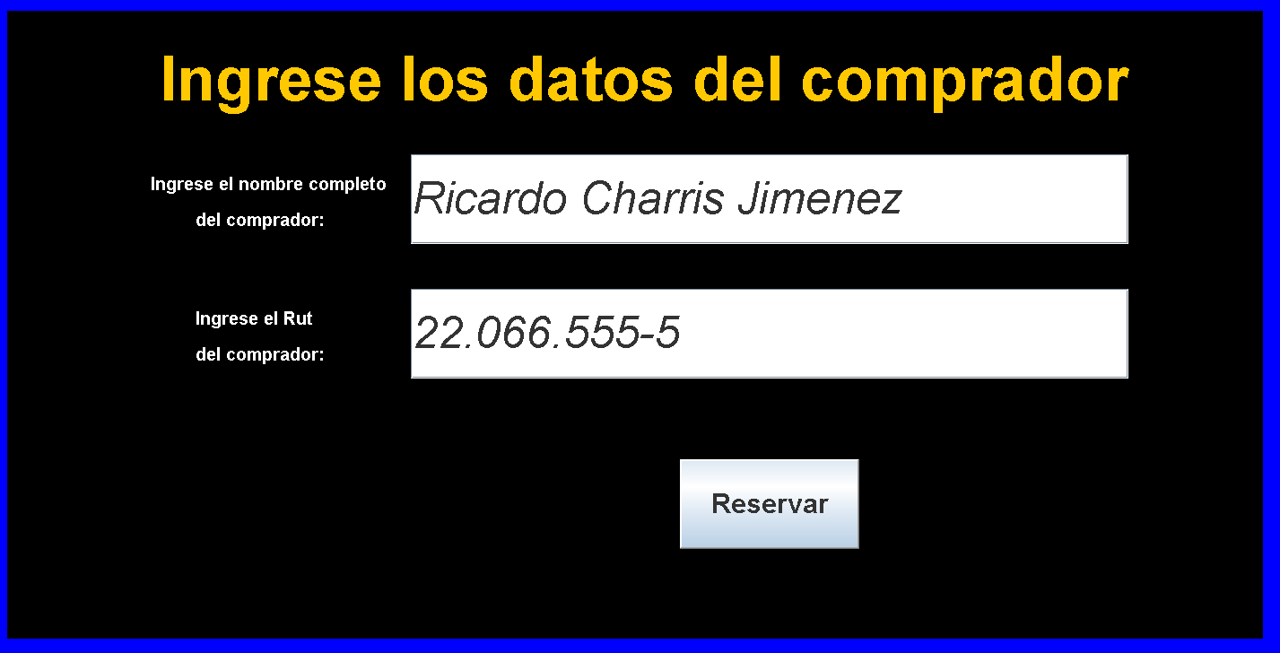 Ingrese los datos del comprador
Ingrese el nombre completo
del comprador:
Ricardo Charris Jimenez
Ingrese el Rut
del comprador:
22.066.555-5
Reservar